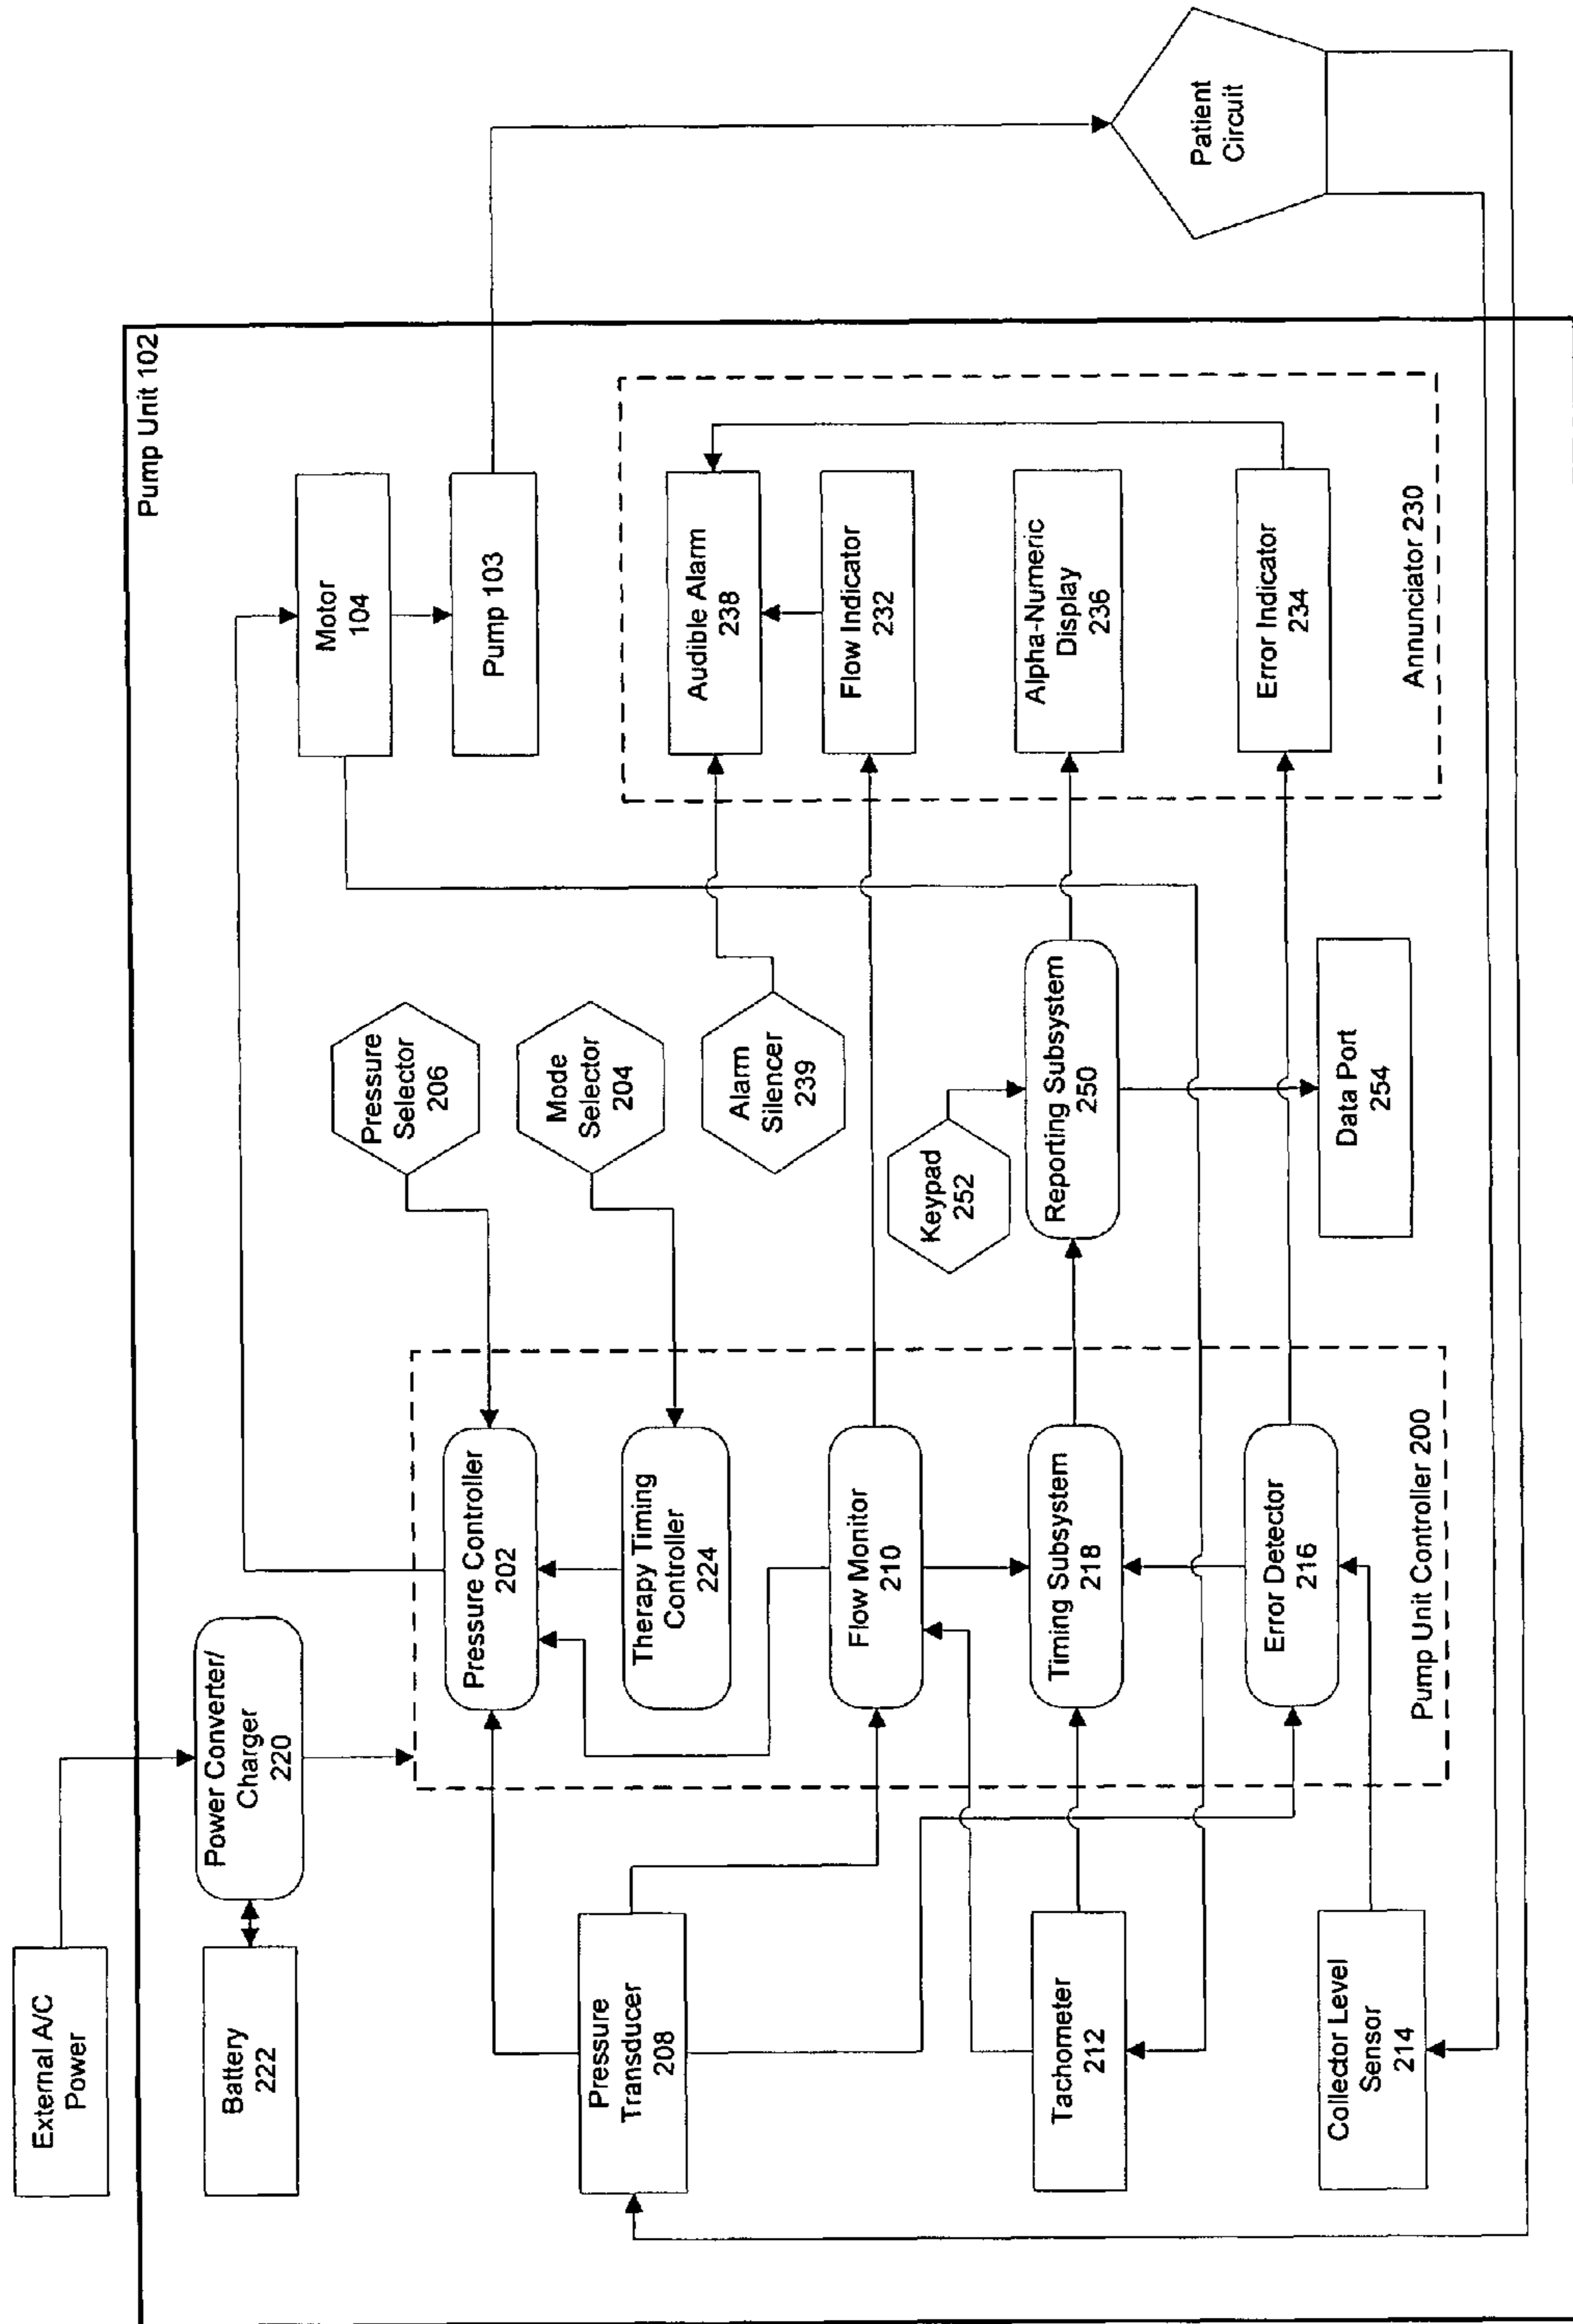 External A/C
Power
Battery
222
Power Converter/
Charger
220
Pump Unit 102
Motor
104
Pump 103
Pressure
Selector
206
Mode
Selector
204
Alarm
Silencer
239
Pressure Controller
202
Therapy Timing
Controller
224
Flow Monitor
210
Timing Subsystem
218
Error Detector
216
Pump Unit Controller 200
Pressure
Transducer
208
Tachometer
212
Collector Level
Sensor
214
Keypad
252
Reporting Subsystem
250
Data Port
254
Audible Alarm
238
Flow Indicator
232
Alpha-Numeric
Display
236
Error Indicator
234
Annunciator 230
Patient
Circuit